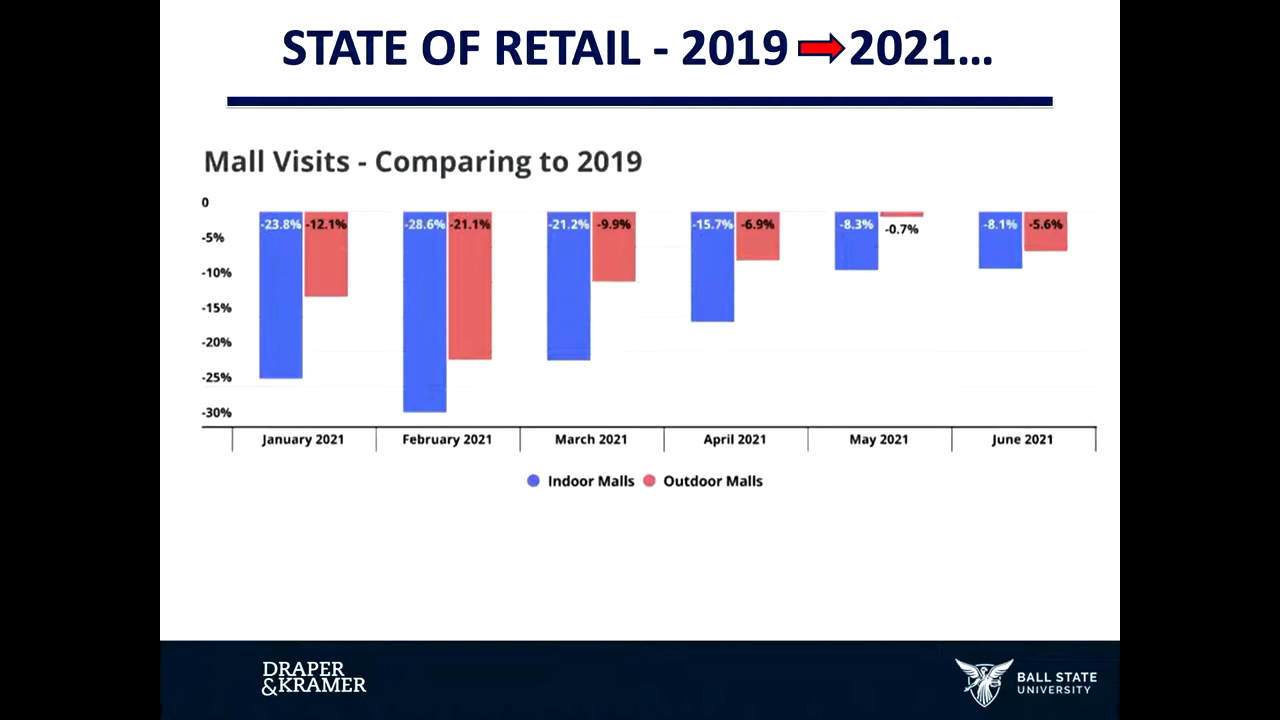 STATE OF RETAIL - 2019 2021...
Mall Visits - Comparing to 2019
0
-5%
-10%
-15%
-20%
-25%
-30%
-23.8% -12.1% -28.6% -21.1% -21.2% -9.9% -15.7% -6.9% -8.3% -0.7% -8.1% -5.6%
January 2021 February 2021 March 2021 April 2021 May 2021 June 2021
Indoor Malls Outdoor Malls
DRAPER
&KRAMER
BALL STATE
UNIVERSITY